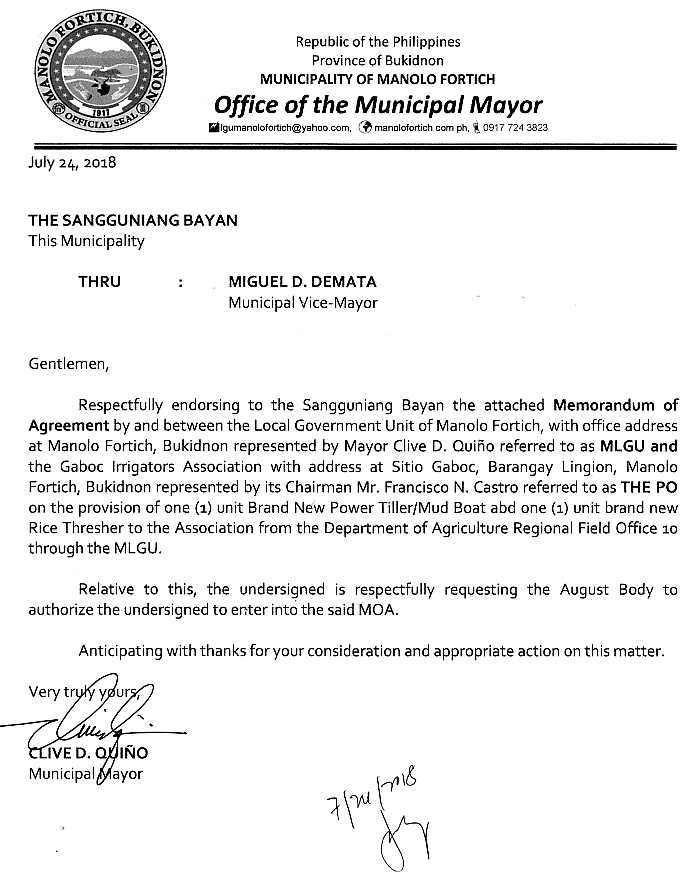 MANOLO FORTICH, BUKIDNON
1917
OFFICIAL SEAL
Republic of the Philippines
Province of Bukidnon
MUNICIPALITY OF MANOLO FORTICH
Office of the Municipal Mayor
lgumanolofortich@yahoo.com, manolofortich com ph, 0917 724 3823
July 24, 2018
THE SANGGUNIANG BAYAN
This Municipality
THRU : MIGUEL D. DEMATA
Municipal Vice-Mayor
Gentlemen,
Respectfully endorsing to the Sangguniang Bayan the attached Memorandum of
Agreement by and between the Local Government Unit of Manolo Fortich, with office address
at Manolo Fortich, Bukidnon represented by Mayor Clive D. Quiño referred to as MLGU and
the Gaboc Irrigators Association with address at Sitio Gaboc, Barangay Lingion, Manolo
Fortich, Bukidnon represented by its Chairman Mr. Francisco N. Castro referred to as THE PO
on the provision of one (1) unit Brand New Power Tiller/Mud Boat abd one (1) unit brand new
Rice Thresher to the Association from the Department of Agriculture Regional Field Office 10
through the MLGU.
Relative to this, the undersigned is respectfully requesting the August Body to
authorize the undersigned to enter into the said MOA.
Anticipating with thanks for your consideration and appropriate action on this matter.
Very truly yours,
CLIVE D. QUIÑO
Municipal Mayor